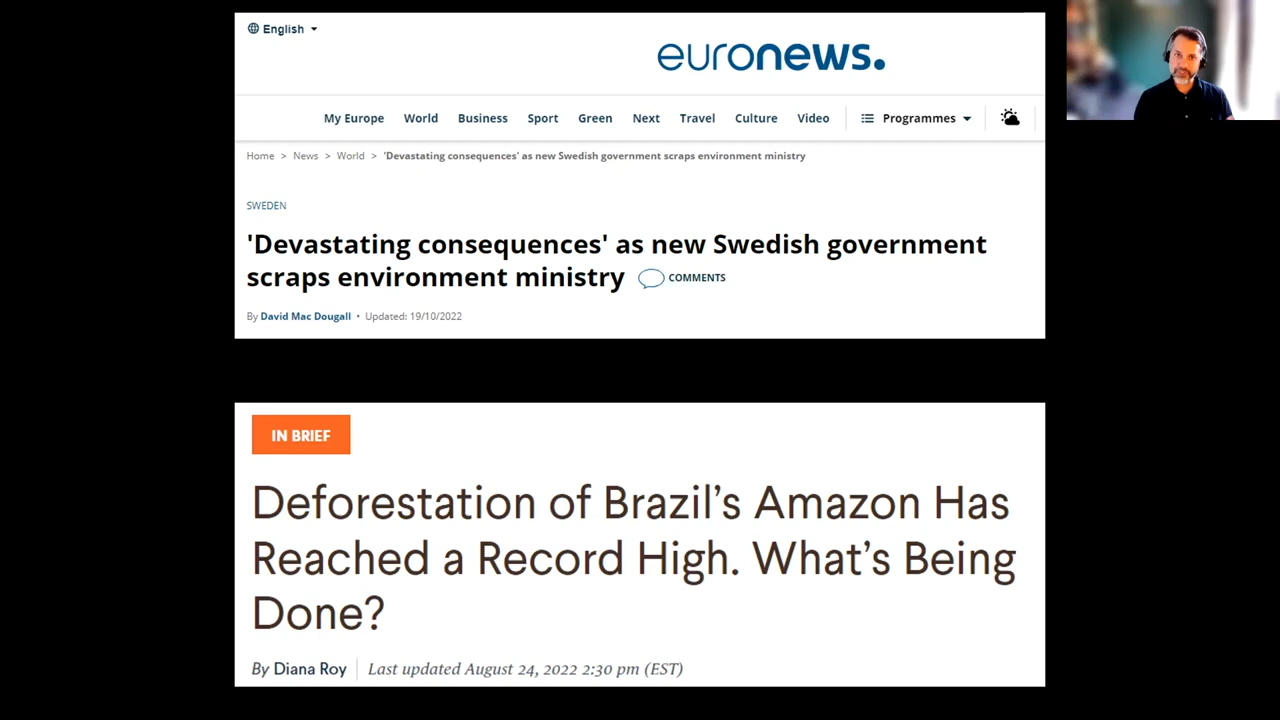 English
euronews.
My Europe World Business Sport Green Next Travel Culture Video Programmes
Home > News > World > 'Devastating consequences' as new Swedish government scraps environment ministry
SWEDEN
'Devastating consequences' as new Swedish government
scraps environment ministry COMMENTS
By David Mac Dougall • Updated: 19/10/2022
IN BRIEF
Deforestation of Brazil’s Amazon Has
Reached a Record High. What’s Being
Done?
By Diana Roy Last updated August 24, 2022 2:30 pm (EST)